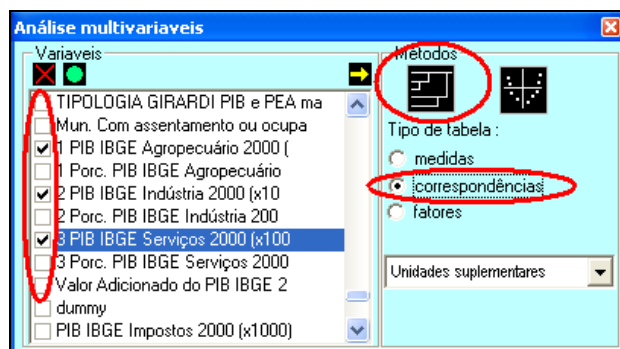 Análise multivariaveis
Variaveis
TIPOLOGIA GIRARDI PIB e PEA ma
Mun. Com assentamento ou ocupa
1 PIB IBGE Agropecuário 2000 (
1 Porc. PIB IBGE Agropecuário
2 PIB IBGE Indústria 2000 (x10
2 Porc. PIB IBGE Indústria 200
3 PIB IBGE Serviços 2000 (x100
3 Porc. PIB IBGE Serviços 2000
Valor Adicionado do PIB IBGE 2
dummy
PIB IBGE Impostos 2000 (x1000)
Métodos
Tipo de tabela :
medidas
correspondências
fatores
Unidades suplementares